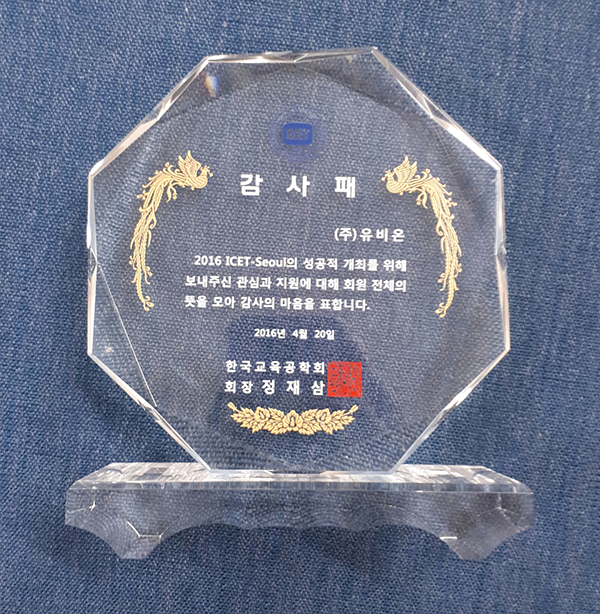 감 사 패
(주)유비온
2016 ICET-Seoul의 성공적 개최를 위해
보내주신 관심과 지원에 대해 회원 전체의
뜻을 모아 감사의 마음을 표합니다.
2016년 4월 20일
한국교육공학회
회장 정재삼